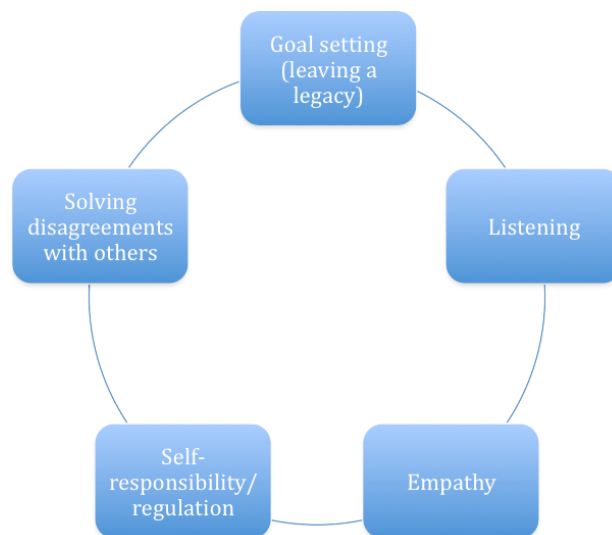 Goal setting
(leaving a
legacy)
Listening
Empathy
Self-
responsibility/
regulation
Solving
disagreements
with others